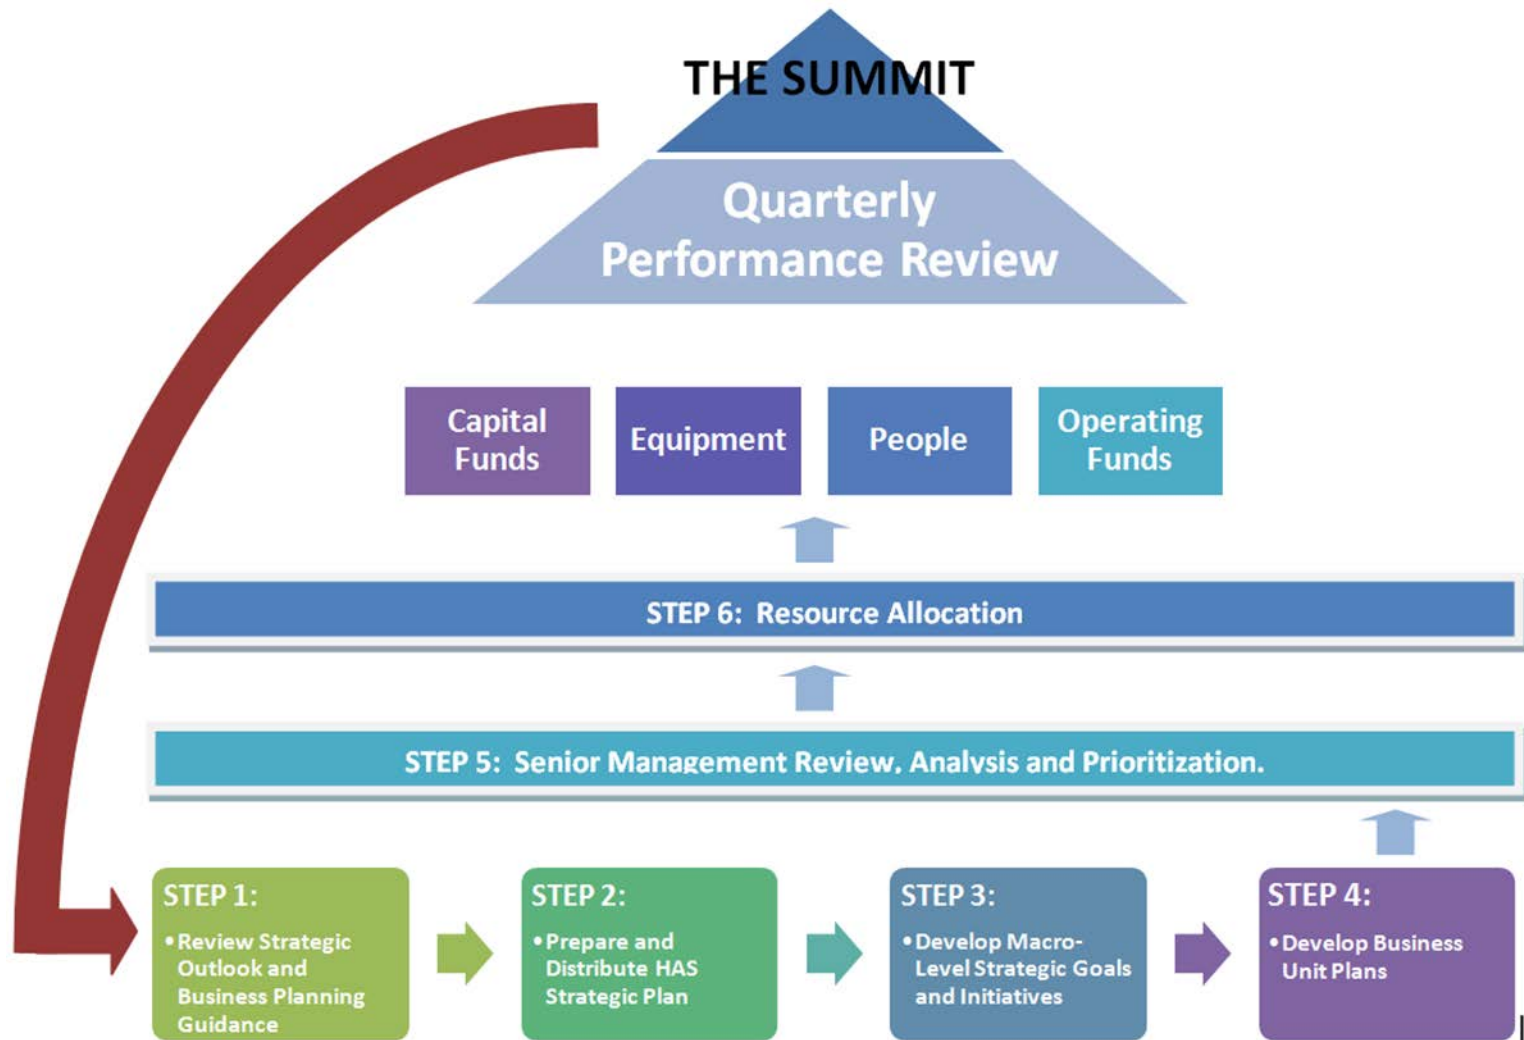 THE SUMMIT
Quarterly
Performance Review
Capital
Funds
Equipment
People
Operating
Funds
STEP 6: Resource Allocation
STEP 5: Senior Management Review, Analysis and Prioritization.
STEP 1:
•Review Strategic
Outlook and
Business Planning
Guidance
STEP 2:
•Prepare and
Distribute HAS
Strategic Plan
STEP 3:
•Develop Macro-
Level Strategic Goals
and Initiatives
STEP 4:
•Develop Business
Unit Plans